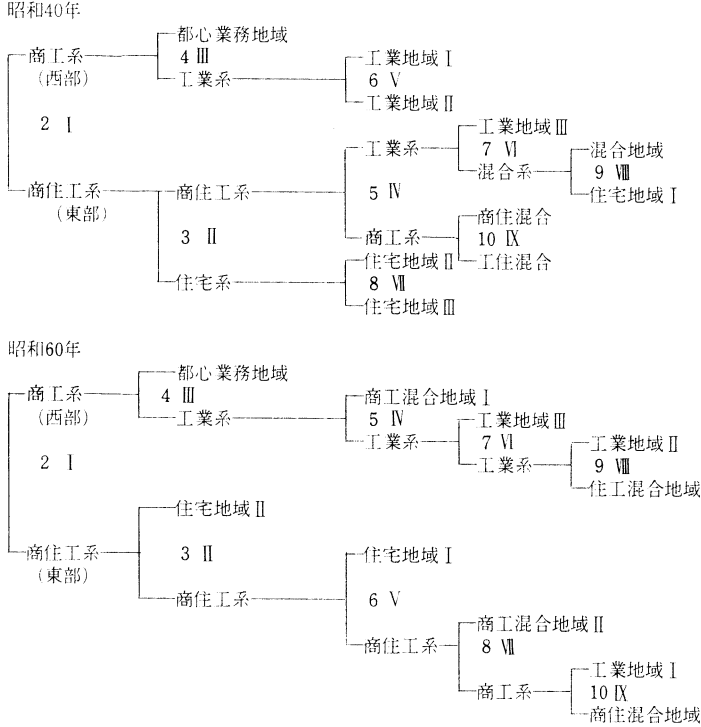 昭和40年
都心業務地域
商工系 4 Ⅲ 工業地域Ⅰ
(西部) 工業系 6 Ⅴ
工業地域Ⅱ
2 Ⅰ 工業地域Ⅲ
工業系 7 Ⅵ 混合地域
混合系 9 Ⅷ
商住工系 商住工系 5 Ⅳ 住宅地域Ⅰ
(東部) 商住混合
3 Ⅱ 商工系 10 Ⅸ
住宅地域Ⅱ 工住混合
住宅系 8 Ⅶ
住宅地域Ⅲ
昭和60年
都心業務地域
商工系 4 Ⅲ 商工混合地域Ⅰ
(西部) 工業系 5 Ⅳ 工業地域Ⅲ
工業系 7 Ⅵ 工業地域Ⅱ
2 Ⅰ 工業系 9 Ⅷ
住工混合地域
住宅地域Ⅱ
商住工系 3 Ⅱ 住宅地域Ⅰ
(東部)
商住工系 6 Ⅴ
商工混合地域Ⅱ
商住工系 8 Ⅶ
工業地域Ⅰ
商工系 10 Ⅸ
商住混合地域